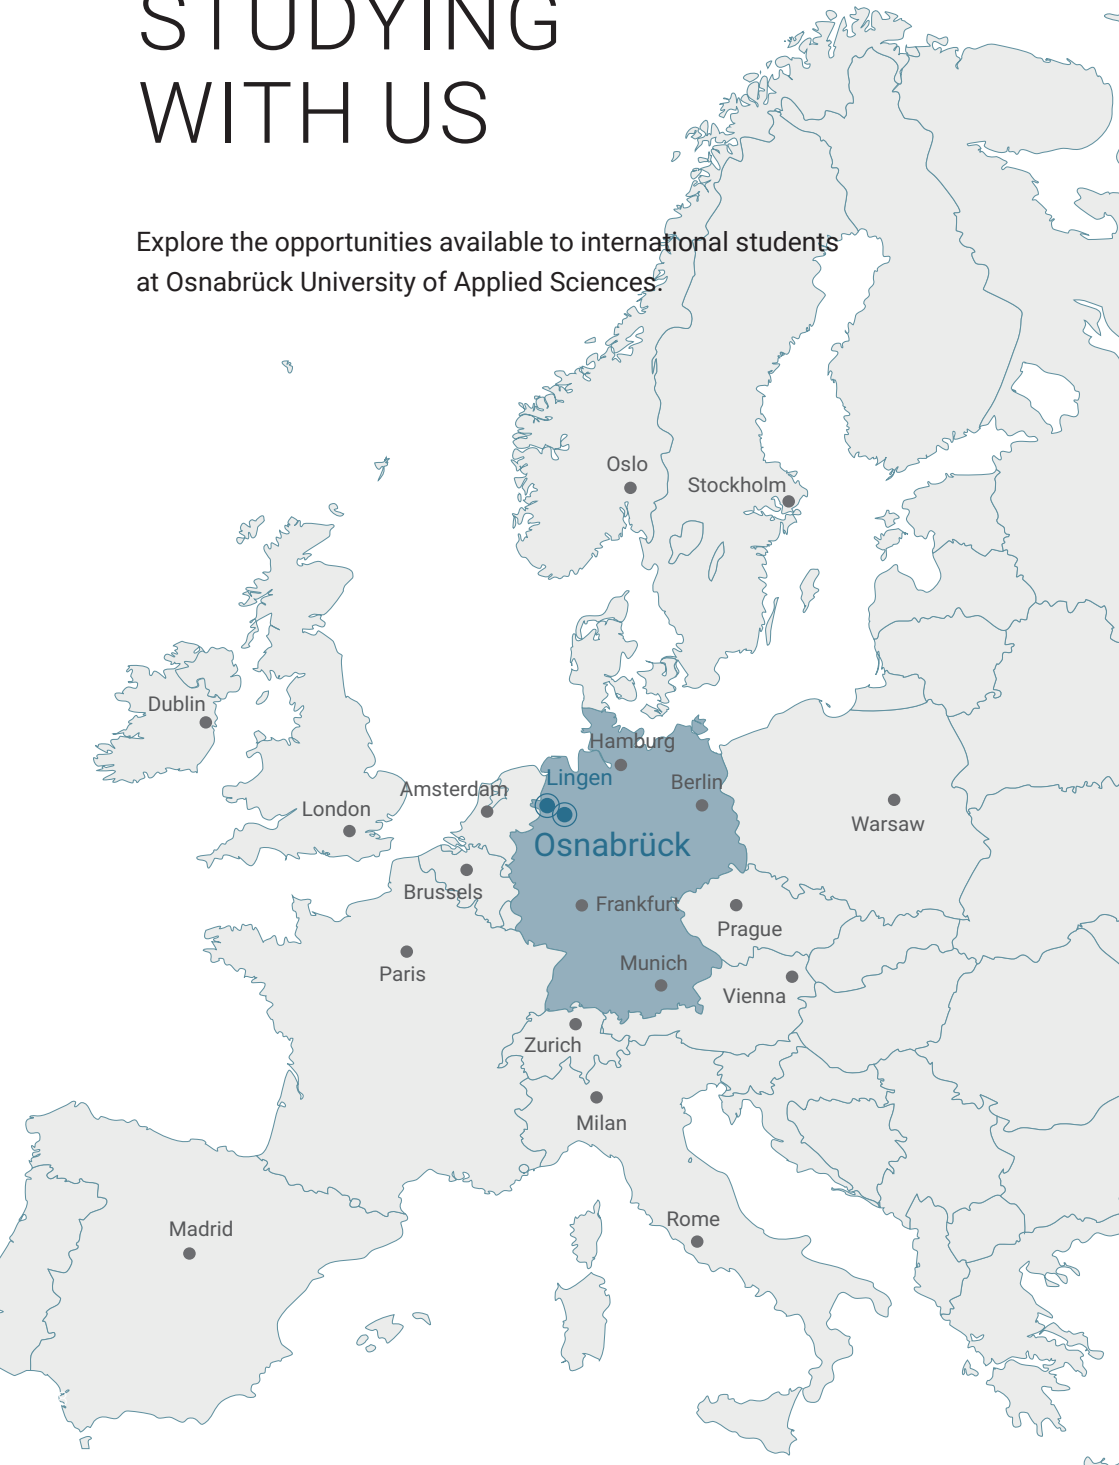 STUDYING
WITH US
Explore the opportunities available to international students
at Osnabrück University of Applied Sciences.
Oslo
Stockholm
Dublin
Hamburg
Lingen
Berlin
Amsterdam
London
Warsaw
Osnabrück
Brussels
Frankfurt
Prague
Paris
Munich
Vienna
Zurich
Milan
Rome
Madrid